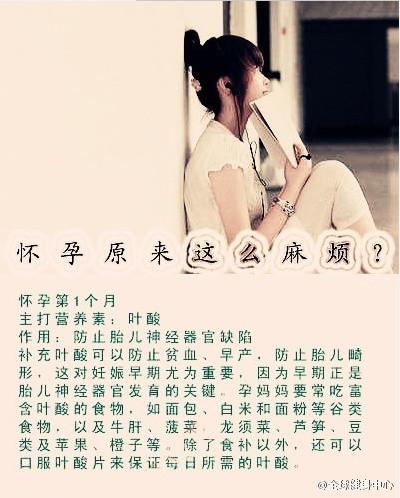 怀孕原来这么麻烦？
怀孕第1个月
主打营养素：叶酸
作用：防止胎儿神经器官缺陷
补充叶酸可以防止贫血、早产，防止胎儿畸
形，这对妊娠早期尤为重要，因为早期正是
胎儿神经器官发育的关键。孕妈妈要常吃富
含叶酸的食物，如面包、白米和面粉等谷类
食物，以及牛肝、菠菜、龙须菜、芦笋、豆
类及苹果、橙子等。除了食补以外，还可以
口服叶酸片来保证每日所需的叶酸。